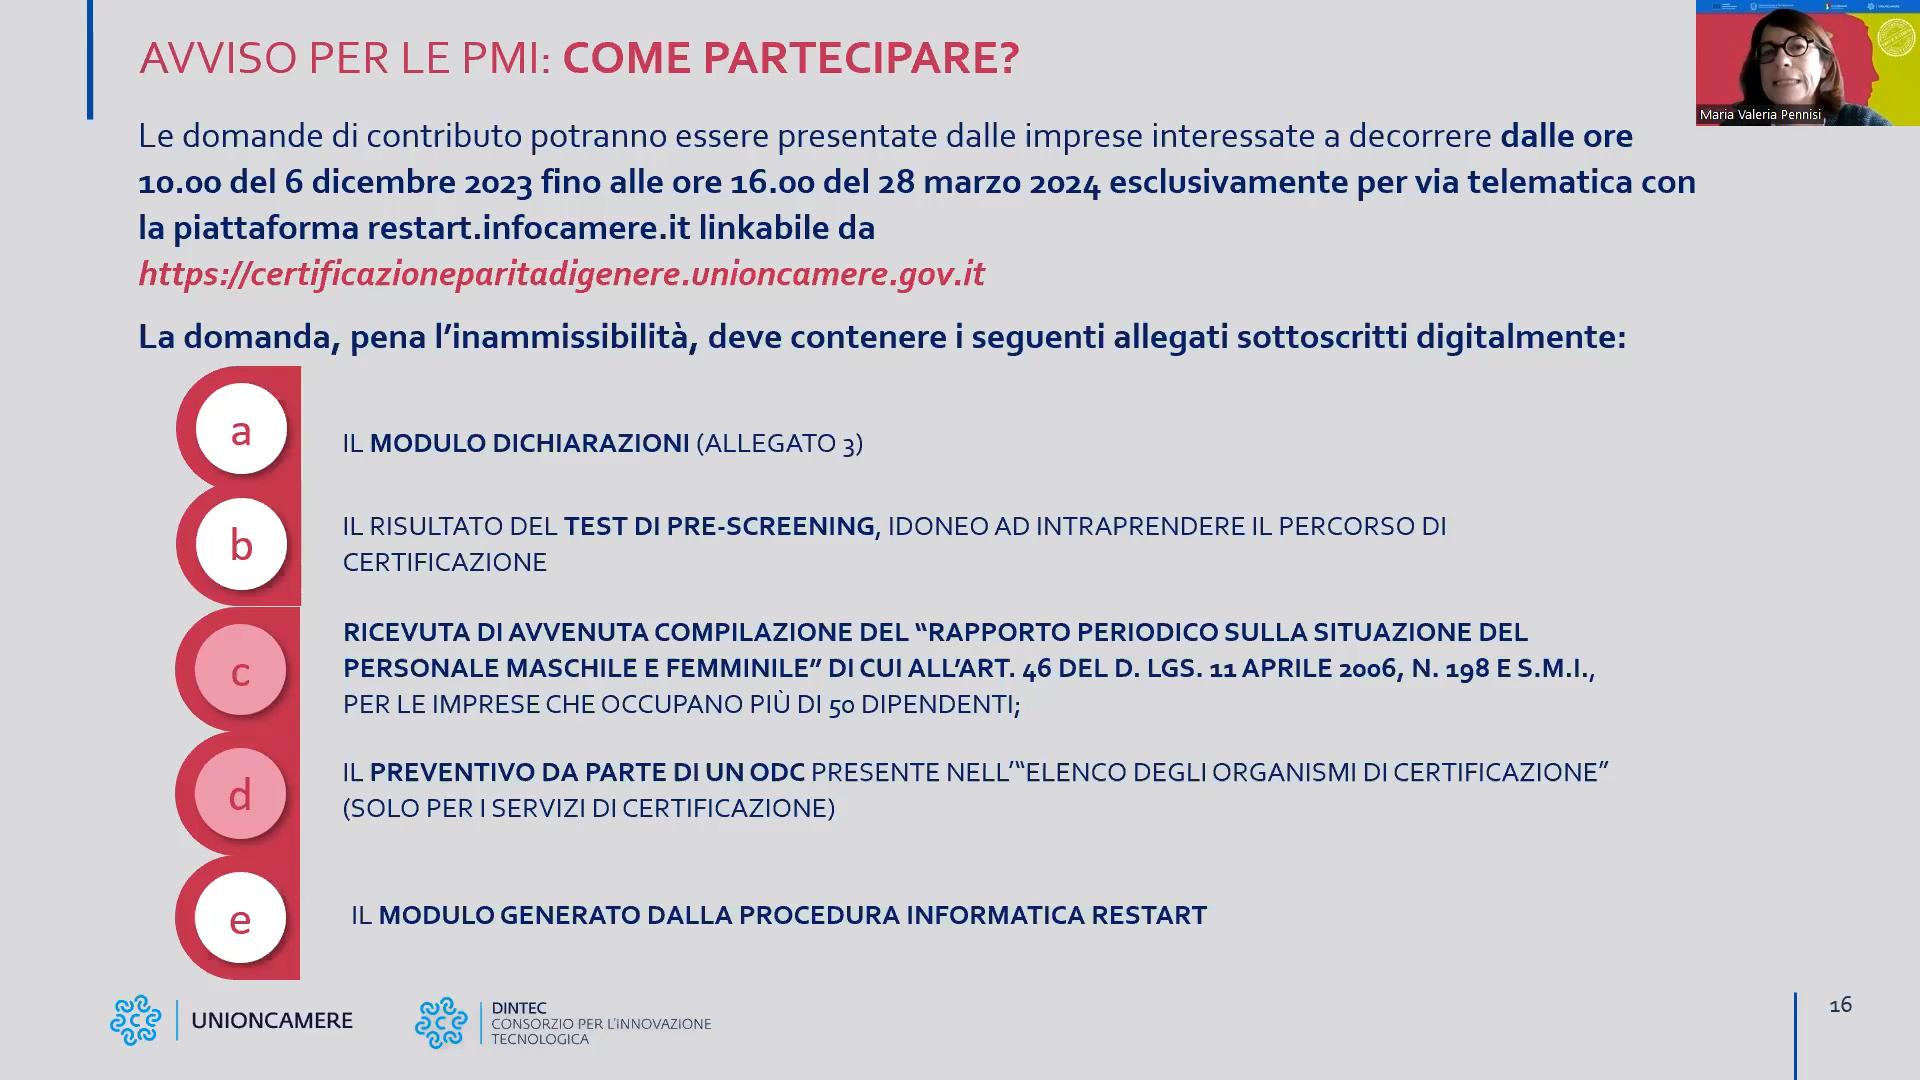 AVVISO PER LE PMI: COME PARTECIPARE?
Maria Valeria Pennisi
Le domande di contributo potranno essere presentate dalle imprese interessate a decorrere dalle ore
10.00 del 6 dicembre 2023 fino alle ore 16.00 del 28 marzo 2024 esclusivamente per via telematica con
la piattaforma restart.infocamere.it linkabile da
https://certificazioneparitadigenere.unioncamere.gov.it
La domanda, pena l’inammissibilità, deve contenere i seguenti allegati sottoscritti digitalmente:
a
IL MODULO DICHIARAZIONI (ALLEGATO 3)
b
IL RISULTATO DEL TEST DI PRE-SCREENING, IDONEO AD INTRAPRENDERE IL PERCORSO DI
CERTIFICAZIONE
c
RICEVUTA DI AVVENUTA COMPILAZIONE DEL “RAPPORTO PERIODICO SULLA SITUAZIONE DEL
PERSONALE MASCHILE E FEMMINILE” DI CUI ALL’ART. 46 DEL D. LGS. 11 APRILE 2006, N. 198 E S.M.I.,
PER LE IMPRESE CHE OCCUPANO PIÙ DI 50 DIPENDENTI;
d
IL PREVENTIVO DA PARTE DI UN ODC PRESENTE NELL’“ELENCO DEGLI ORGANISMI DI CERTIFICAZIONE”
(SOLO PER I SERVIZI DI CERTIFICAZIONE)
e
IL MODULO GENERATO DALLA PROCEDURA INFORMATICA RESTART
UNIONCAMERE
DINTEC
CONSORZIO PER L’INNOVAZIONE
TECNOLOGICA
16